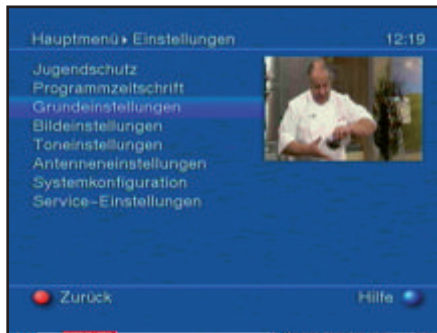 Hauptmenü▸ Einstellungen 12:19
Jugendschutz
Programmzeitschrift
Grundeinstellungen
Bildeinstellungen
Toneinstellungen
Antenneneinstellungen
Systemkonfiguration
Service-Einstellungen
Zurück Hilfe